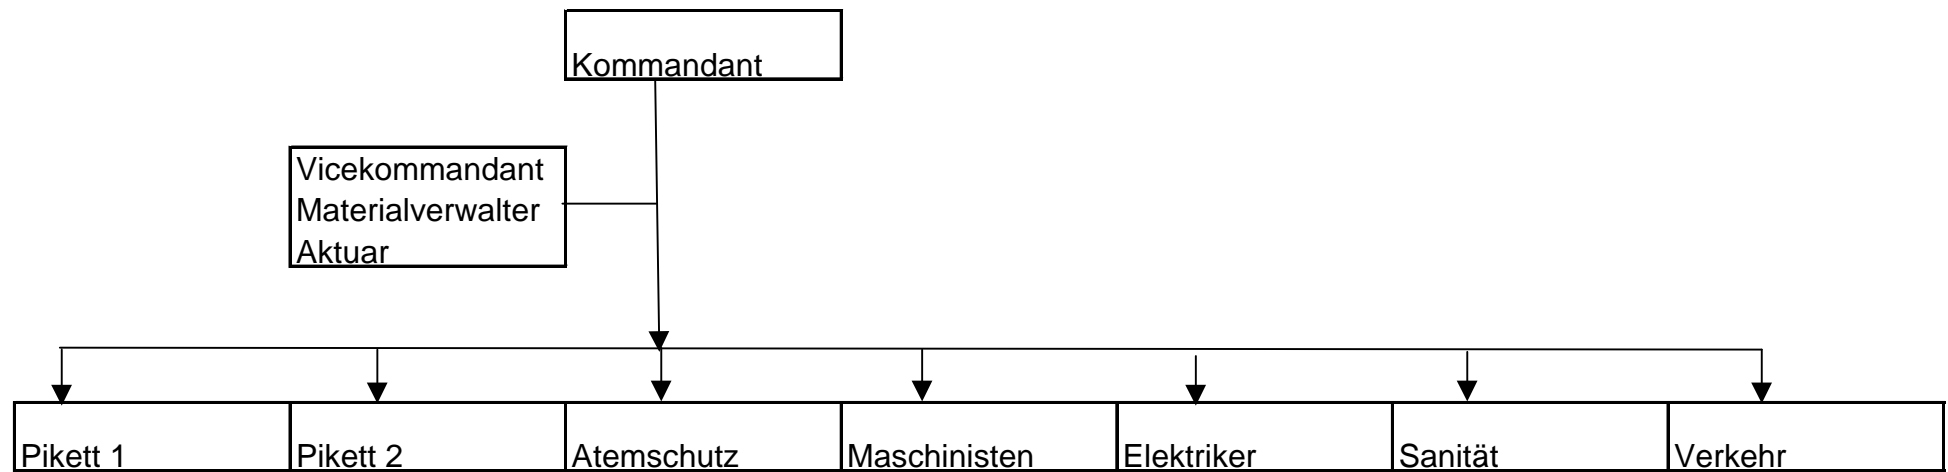 Kommandant
Vicekommandant
Materialverwalter
Aktuar
Pikett 1
Pikett 2
Atemschutz
Maschinisten
Elektriker
Sanität
Verkehr